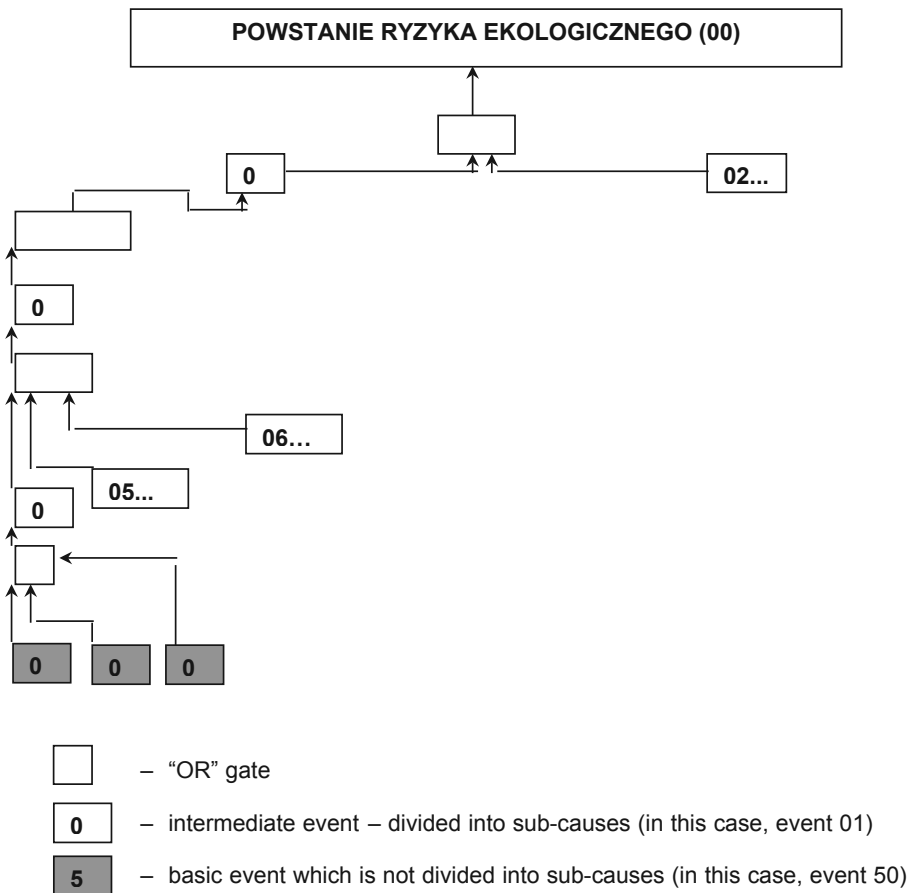 POWSTANIE RYZYKA EKOLOGICZNEGO (00)
0
02...
0
06...
05...
0
0
0
0
– “OR” gate
0 – intermediate event – divided into sub-causes (in this case, event 01)
5 – basic event which is not divided into sub-causes (in this case, event 50)